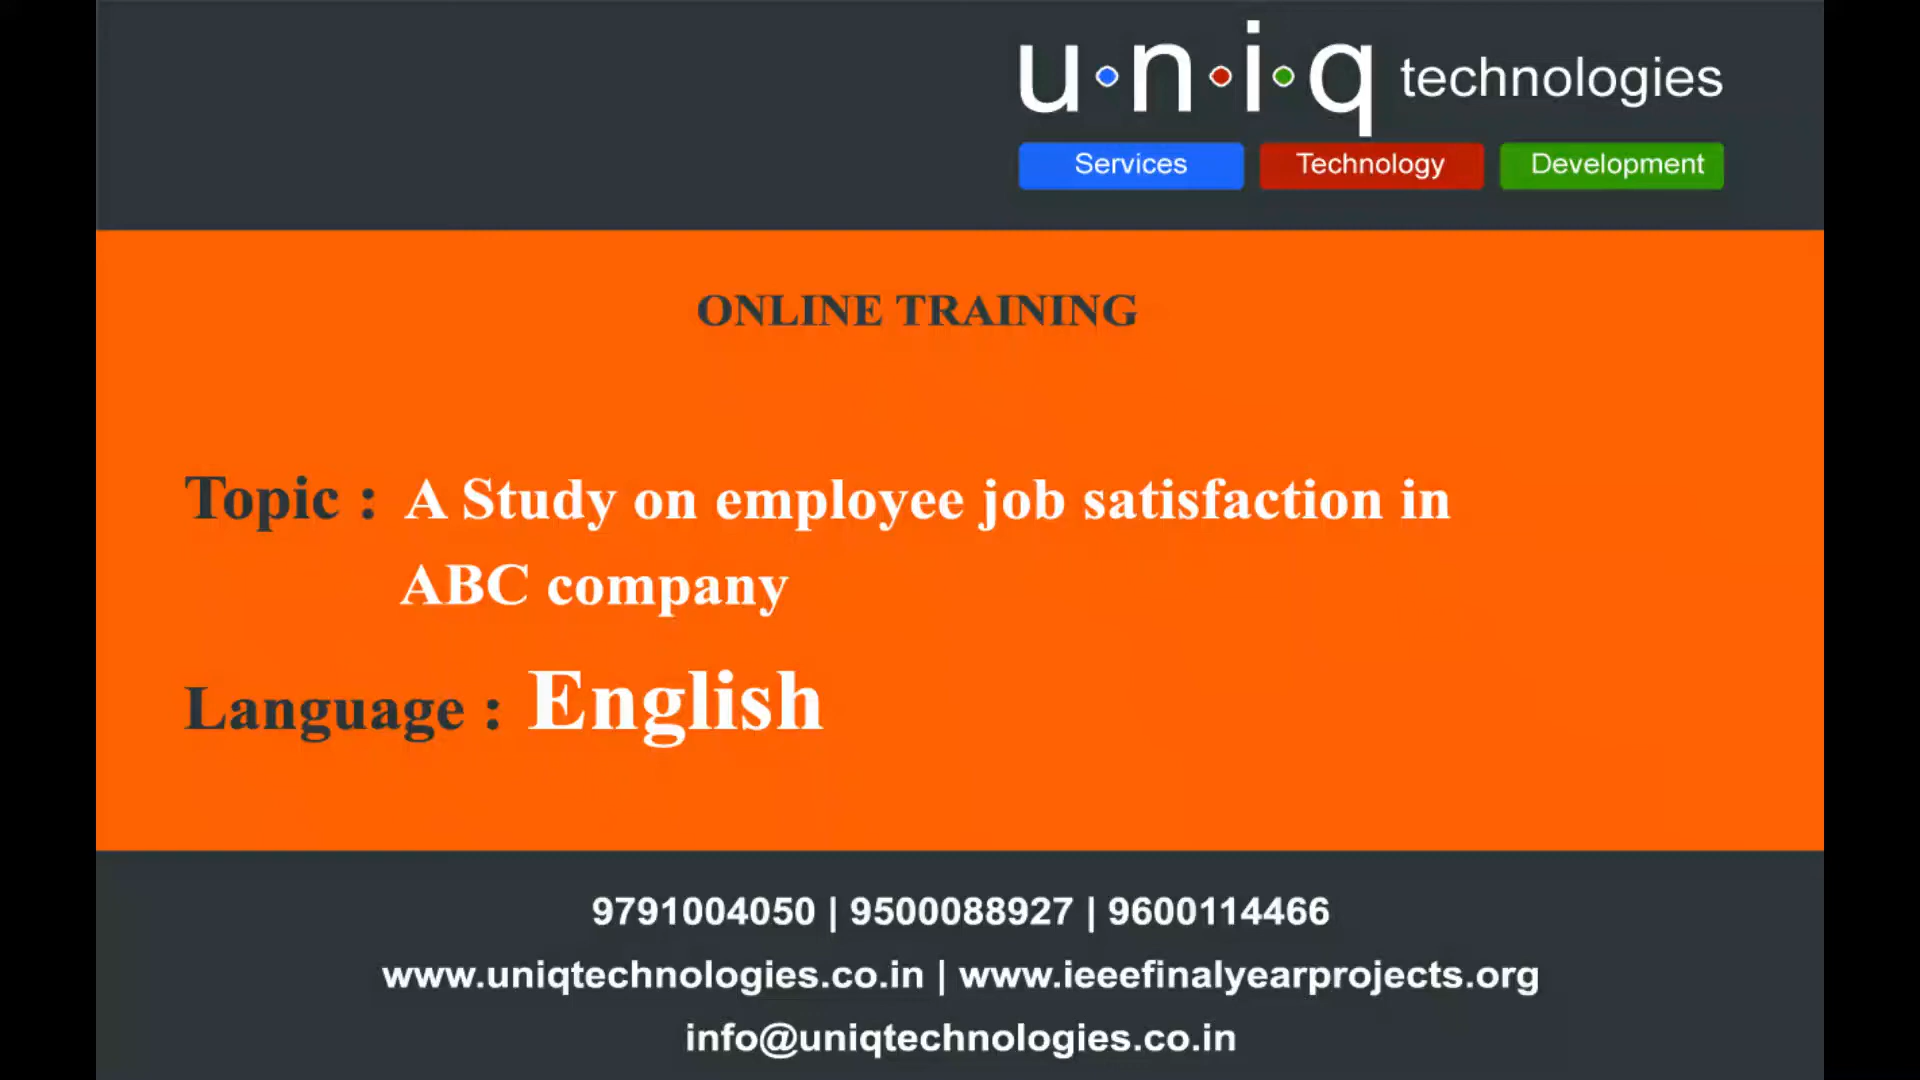 u·n·i·q technologies
Services Technology Development
ONLINE TRAINING
Topic : A Study on employee job satisfaction in
ABC company
Language : English
9791004050 | 9500088927 | 9600114466
www.uniqtechnologies.co.in | www.ieeefinalyearprojects.org
info@uniqtechnologies.co.in